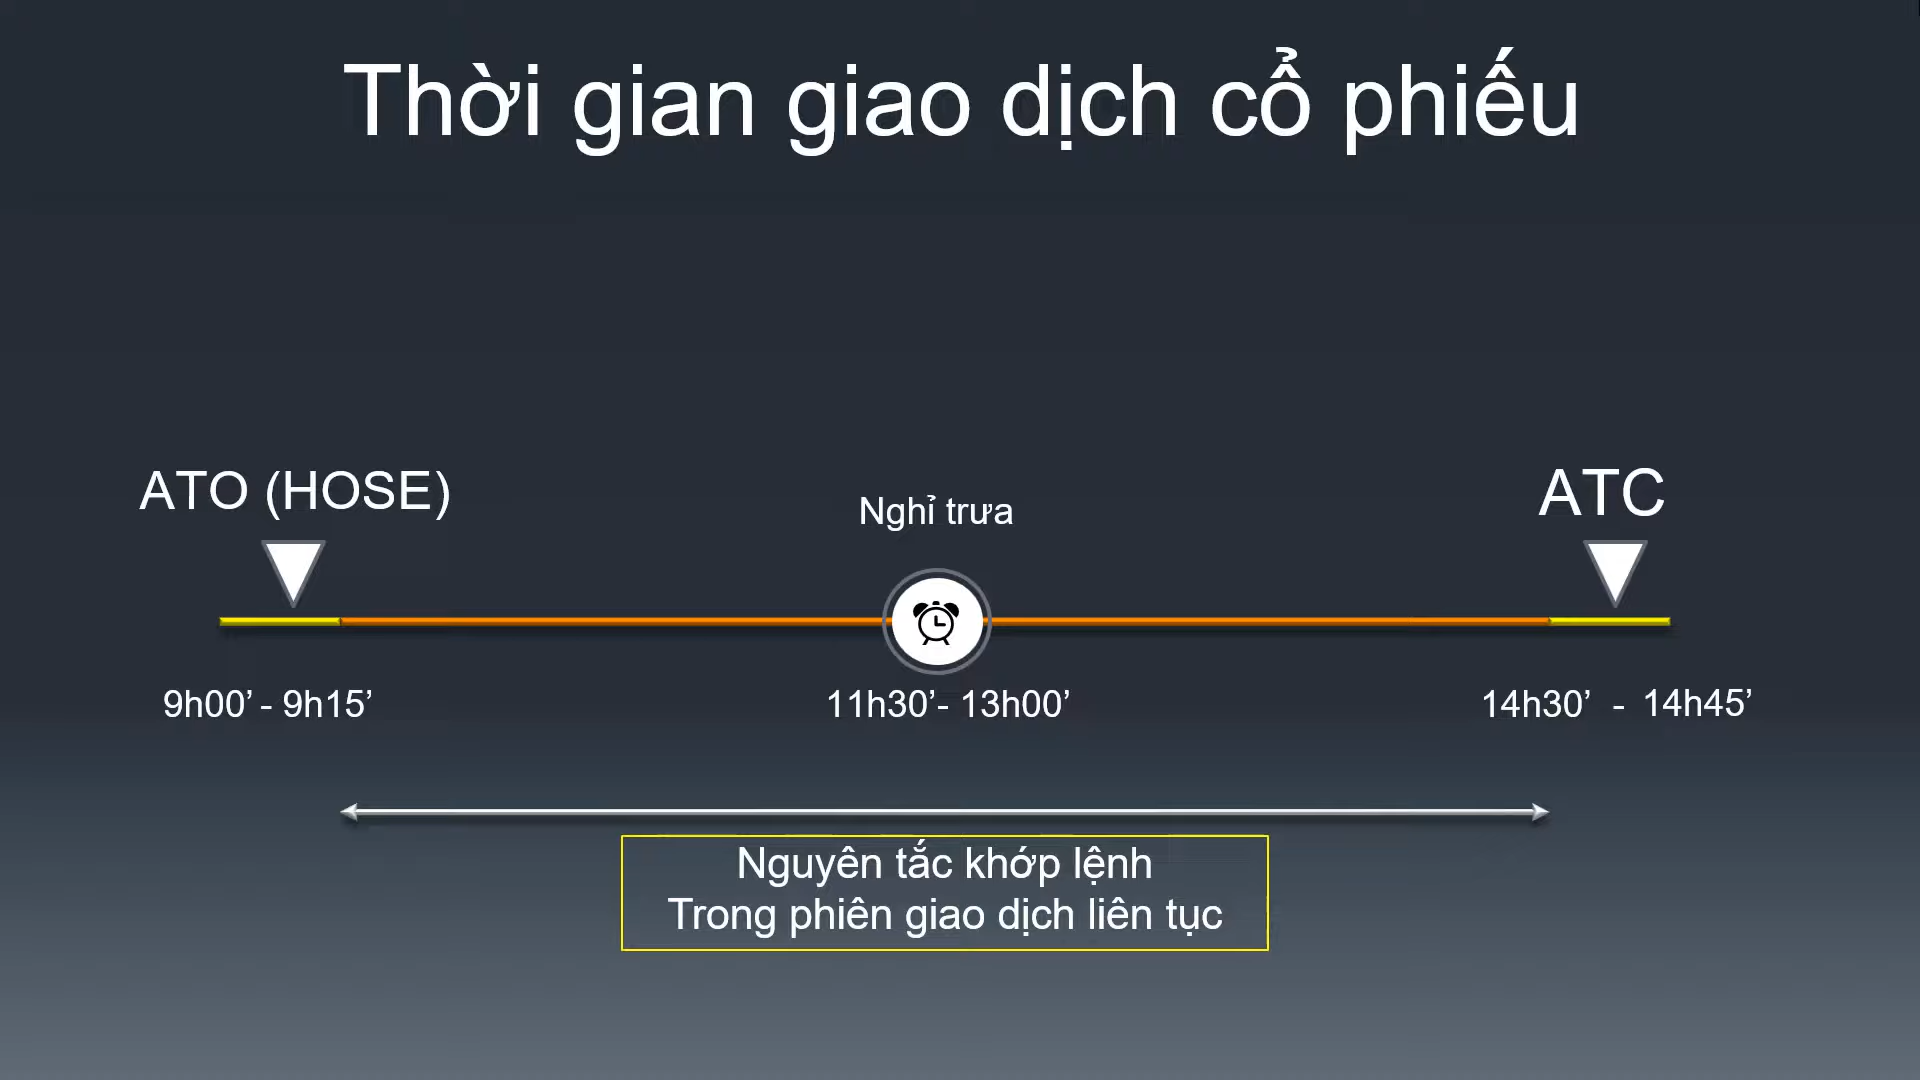 Thời gian giao dịch cổ phiếu
ATO (HOSE)
Nghỉ trưa
ATC
9h00’ - 9h15’
11h30’- 13h00’
14h30’ - 14h45’
Nguyên tắc khớp lệnh
Trong phiên giao dịch liên tục